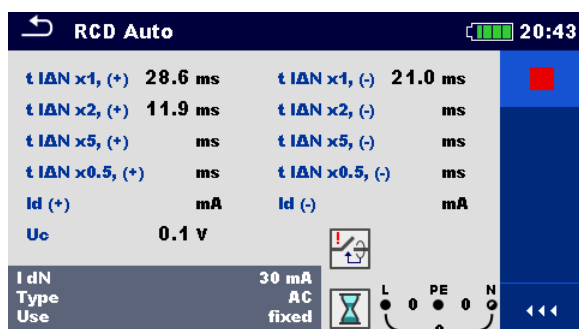 RCD Auto 20:43
t IΔN x1, (+) 28.6 ms t IΔN x1, (-) 21.0 ms
t IΔN x2, (+) 11.9 ms t IΔN x2, (-) ms
t IΔN x5, (+) ms t IΔN x5, (-) ms
t IΔN x0.5, (+) ms t IΔN x0.5, (-) ms
Id (+) mA Id (-) mA
Uc 0.1 V
I dN 30 mA
Type AC
Use fixed
L PE N
0 0
0